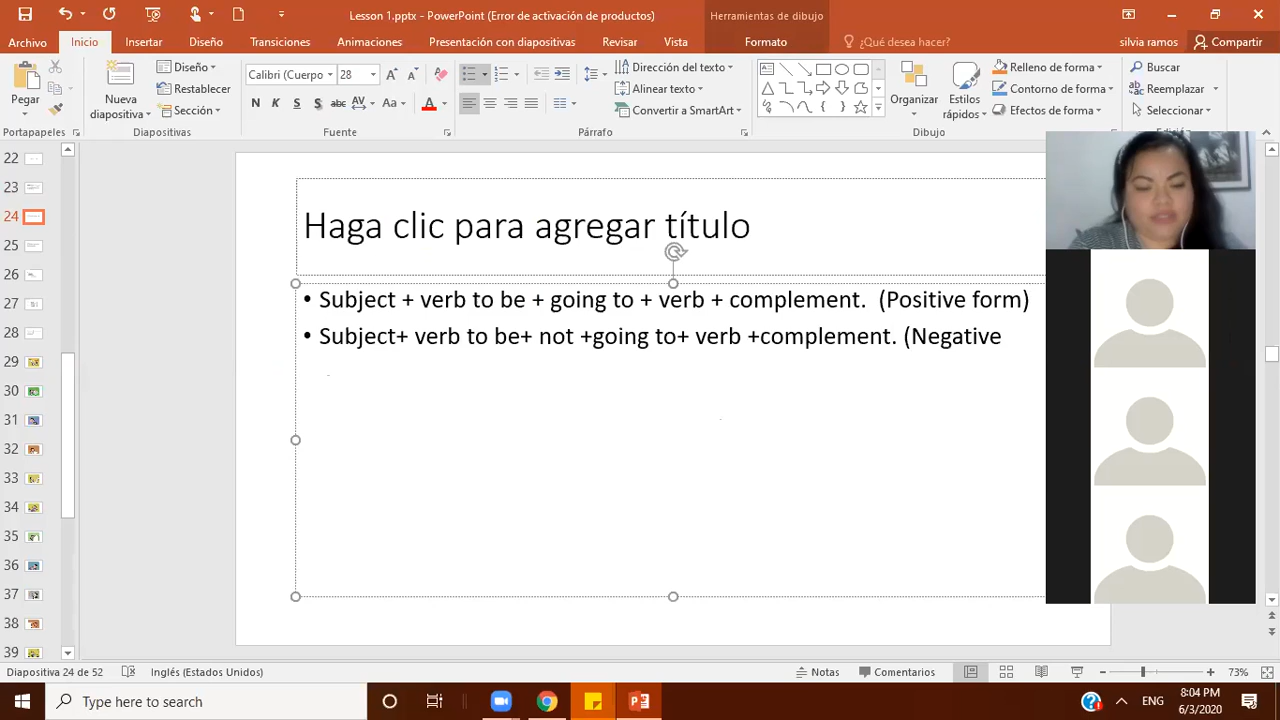 Lesson 1.pptx - PowerPoint (Error de activación de productos)
Herramientas de dibujo
Archivo
Inicio
Insertar
Diseño
Transiciones
Animaciones
Presentación con diapositivas
Revisar
Vista
Formato
¿Qué desea hacer?
silvia ramos
Compartir
Pegar
Nueva diapositiva
Diseño
Restablecer
Sección
Calibri (Cuerpo
28
N K S S abc AV Aa A
Dirección del texto
Alinear texto
Convertir a SmartArt
Organizar
Estilos rápidos
Relleno de forma
Contorno de forma
Efectos de forma
Buscar
Reemplazar
Seleccionar
Portapapeles
Diapositivas
Fuente
Párrafo
Dibujo
22
23
24
25
26
27
28
29
30
31
32
33
34
35
36
37
38
39
Haga clic para agregar título
• Subject + verb to be + going to + verb + complement. (Positive form)
• Subject+ verb to be+ not +going to+ verb +complement. (Negative
Diapositiva 24 de 52
Inglés (Estados Unidos)
Notas
Comentarios
73%
Type here to search
ENG
8:04 PM
6/3/2020